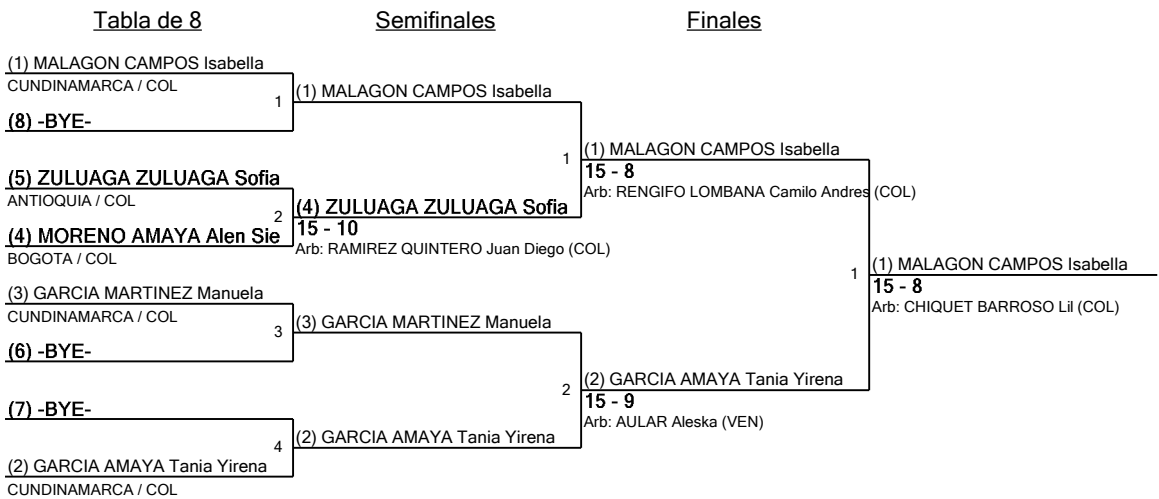 Tabla de 8
Semifinales
Finales
(1) MALAGON CAMPOS Isabella
CUNDINAMARCA / COL
1
(8) -BYE-
(5) ZULUAGA ZULUAGA Sofia
ANTIOQUIA / COL
2
(4) MORENO AMAYA Alen Sie
BOGOTA / COL
(3) GARCIA MARTINEZ Manuela
CUNDINAMARCA / COL
3
(6) -BYE-
(7) -BYE-
4
(2) GARCIA AMAYA Tania Yirena
CUNDINAMARCA / COL
(1) MALAGON CAMPOS Isabella
1
(4) ZULUAGA ZULUAGA Sofia
15 - 10
Arb: RAMIREZ QUINTERO Juan Diego (COL)
(3) GARCIA MARTINEZ Manuela
2
(2) GARCIA AMAYA Tania Yirena
(1) MALAGON CAMPOS Isabella
15 - 8
Arb: RENGIFO LOMBANA Camilo Andres (COL)
1
(2) GARCIA AMAYA Tania Yirena
15 - 9
Arb: AULAR Aleska (VEN)
(1) MALAGON CAMPOS Isabella
15 - 8
Arb: CHIQUET BARROSO Lil (COL)